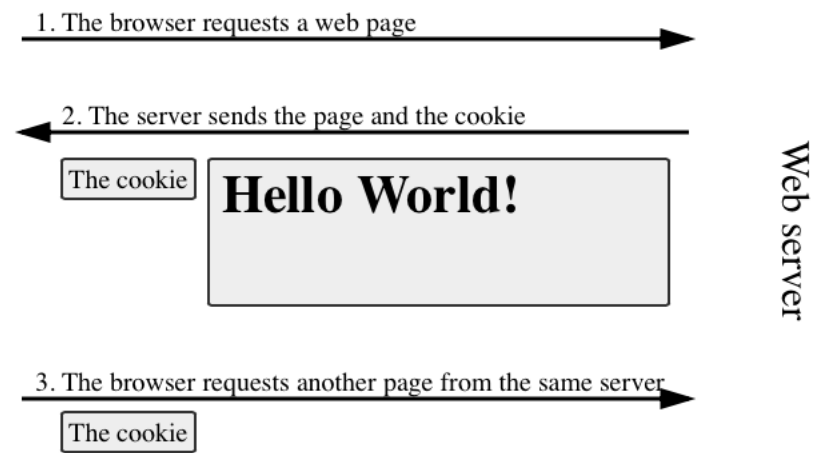 1. The browser requests a web page
2. The server sends the page and the cookie
The cookie
Hello World!
Web server
3. The browser requests another page from the same server
The cookie